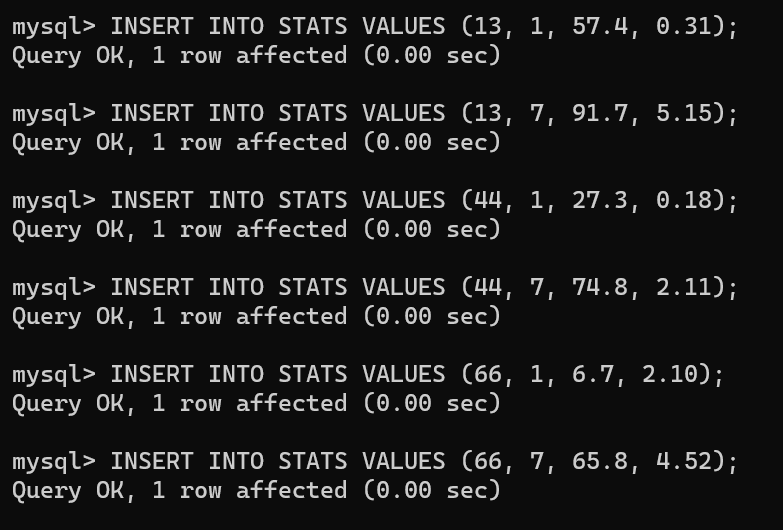 mysql> INSERT INTO STATS VALUES (13, 1, 57.4, 0.31);
Query OK, 1 row affected (0.00 sec)
mysql> INSERT INTO STATS VALUES (13, 7, 91.7, 5.15);
Query OK, 1 row affected (0.00 sec)
mysql> INSERT INTO STATS VALUES (44, 1, 27.3, 0.18);
Query OK, 1 row affected (0.00 sec)
mysql> INSERT INTO STATS VALUES (44, 7, 74.8, 2.11);
Query OK, 1 row affected (0.00 sec)
mysql> INSERT INTO STATS VALUES (66, 1, 6.7, 2.10);
Query OK, 1 row affected (0.00 sec)
mysql> INSERT INTO STATS VALUES (66, 7, 65.8, 4.52);
Query OK, 1 row affected (0.00 sec)